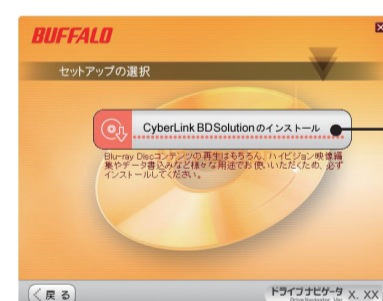 BUFFALO
セットアップの選択
CyberLink BDSolutionのインストール
Blu-ray Discコンテンツの再生はもちろん、ハイビジョン映像編
集やデータ書込みなど様々な用途でお使いいただくため、必ず
インストールしてください。
戻る
ドライブナビゲータ X. XX
Drive Navigator Ver.